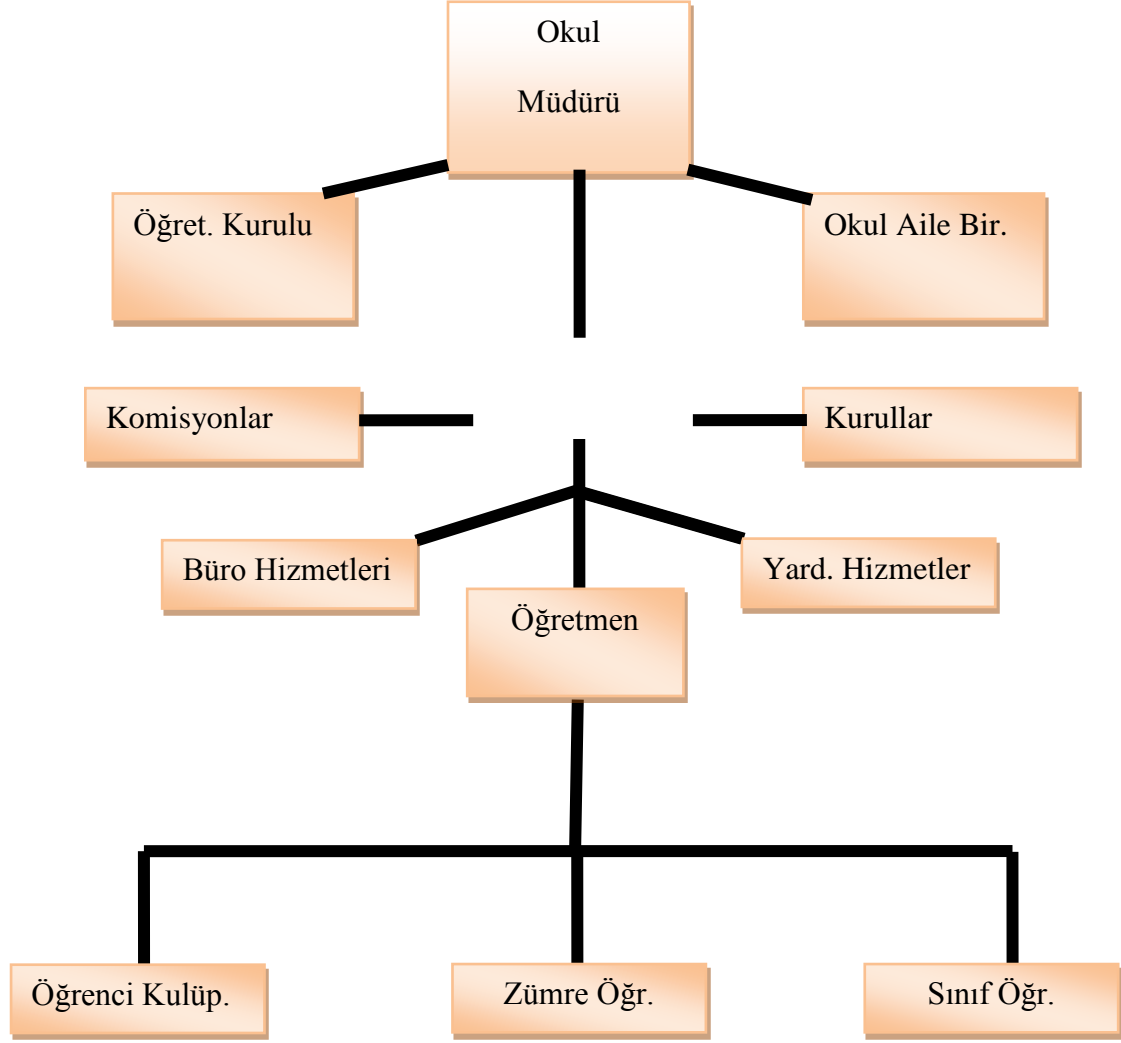 Okul
Müdürü
Öğret. Kurulu
Okul Aile Bir.
Komisyonlar
Kurullar
Büro Hizmetleri
Yard. Hizmetler
Öğretmen
Öğrenci Kulüp.
Zümre Öğr.
Sınıf Öğr.